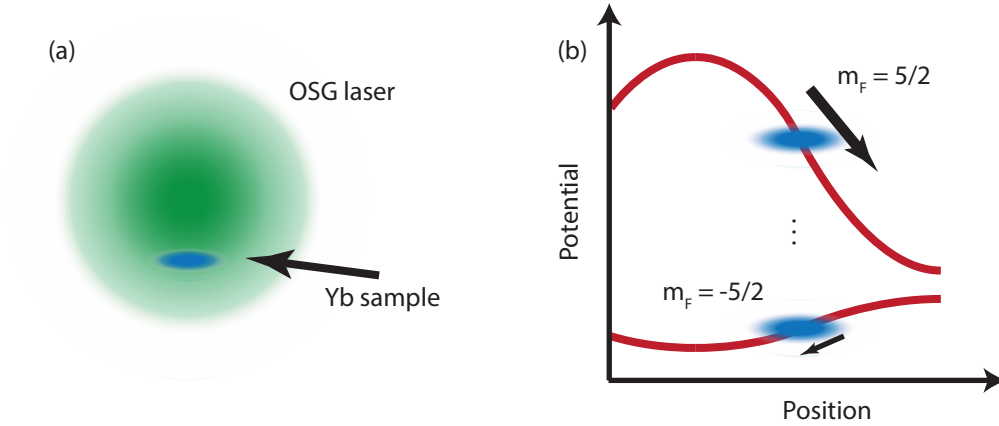 (a)
OSG laser
Yb sample
(b)
m_F = 5/2
⋮
m_F = -5/2
Potential
Position